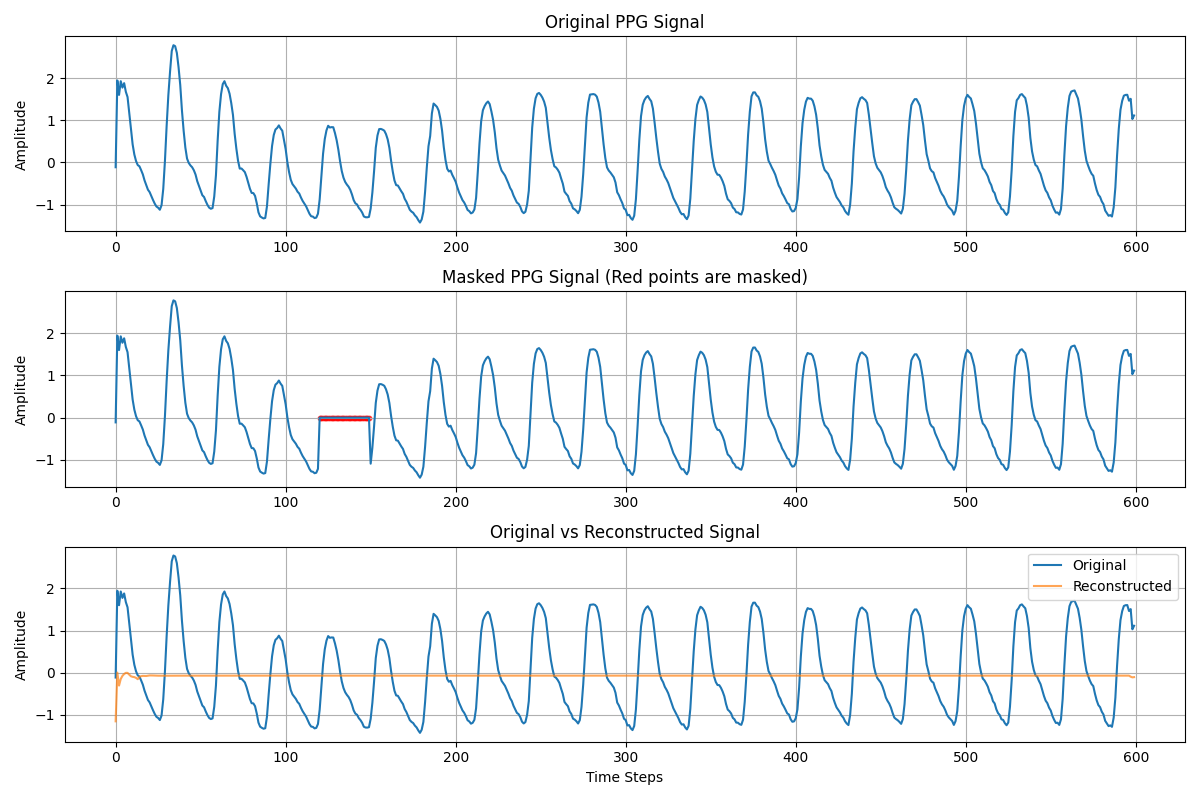 Original PPG Signal
Amplitude
2
1
0
−1
0 100 200 300 400 500 600
Masked PPG Signal (Red points are masked)
Amplitude
2
1
0
−1
0 100 200 300 400 500 600
Original vs Reconstructed Signal
Original
Reconstructed
Amplitude
2
1
0
−1
0 100 200 300 400 500 600
Time Steps